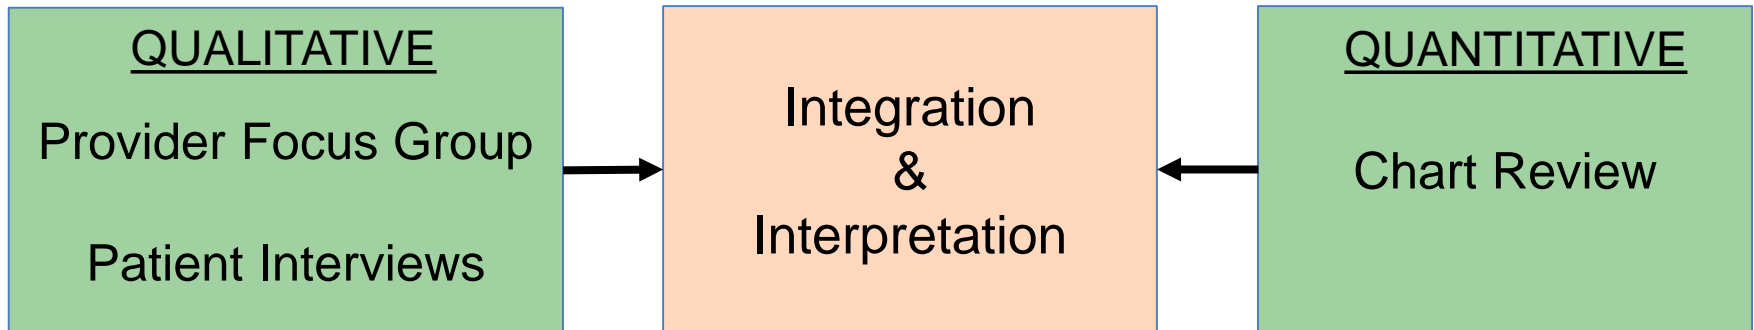 QUALITATIVE
Provider Focus Group
Patient Interviews
Integration
&
Interpretation
QUANTITATIVE
Chart Review